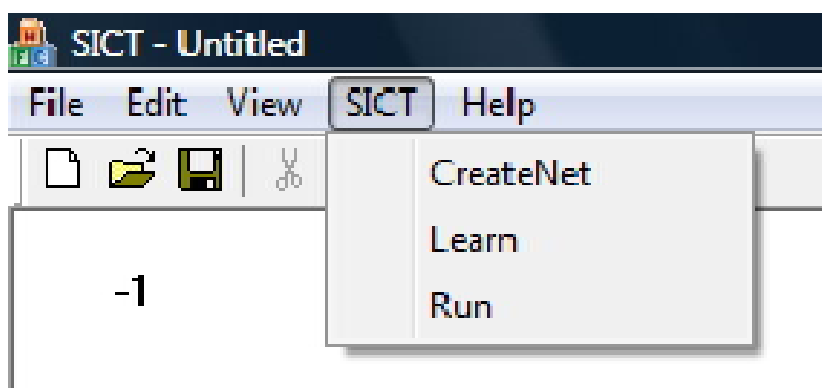 SICT - Untitled
File Edit View SICT Help
CreateNet
Learn
-1
Run